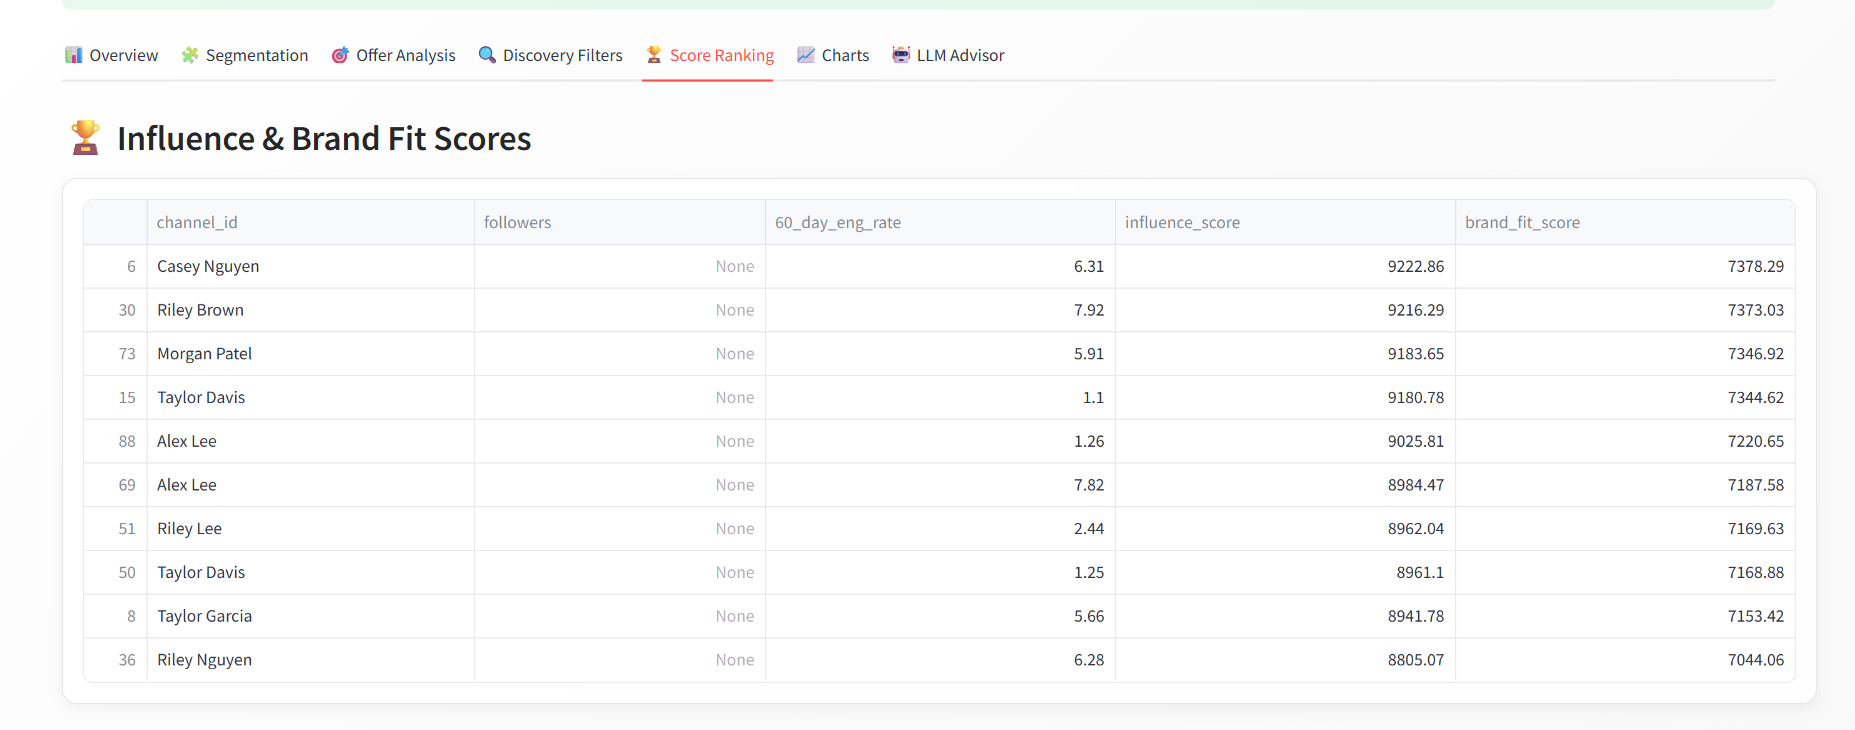 Overview Segmentation Offer Analysis Discovery Filters Score Ranking Charts LLM Advisor
Influence & Brand Fit Scores
channel_id followers 60_day_eng_rate influence_score brand_fit_score
6 Casey Nguyen None 6.31 9222.86 7378.29
30 Riley Brown None 7.92 9216.29 7373.03
73 Morgan Patel None 5.91 9183.65 7346.92
15 Taylor Davis None 1.1 9180.78 7344.62
88 Alex Lee None 1.26 9025.81 7220.65
69 Alex Lee None 7.82 8984.47 7187.58
51 Riley Lee None 2.44 8962.04 7169.63
50 Taylor Davis None 1.25 8961.1 7168.88
8 Taylor Garcia None 5.66 8941.78 7153.42
36 Riley Nguyen None 6.28 8805.07 7044.06